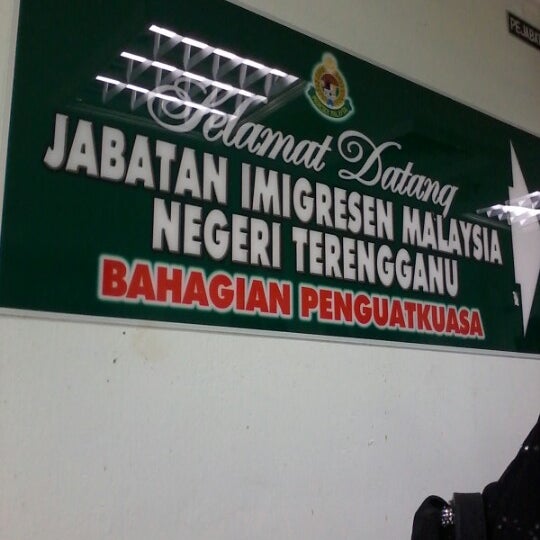 Selamat Datang
JABATAN IMIGRESEN MALAYSIA
NEGERI TERENGGANU
BAHAGIAN PENGUATKUASA